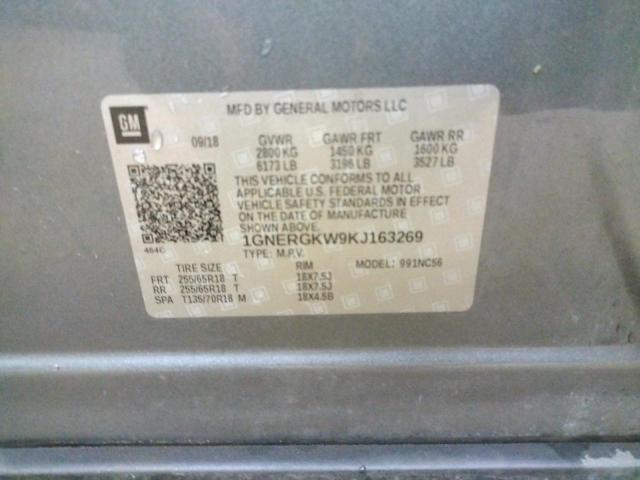 MFD BY GENERAL MOTORS LLC
GM
09/18 GVWR GAWR FRT GAWR RR
2800 KG 1450 KG 1600 KG
6173 LB 3196 LB 3527 LB
THIS VEHICLE CONFORMS TO ALL
APPLICABLE U.S. FEDERAL MOTOR
VEHICLE SAFETY STANDARDS IN EFFECT
ON THE DATE OF MANUFACTURE
SHOWN ABOVE.
1GNERGKW9KJ163269
464C
TYPE: M.P.V. MODEL: 991NC56
TIRE SIZE RIM
FRT 255/65R18 T 18X7.5J
RR 255/65R18 T 18X7.5J
SPA T135/70R18 M 18X4.5B